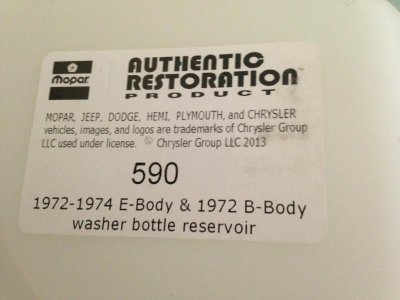 Mopar
AUTHENTIC
RESTORATION™
PRODUCT
MOPAR, JEEP, DODGE, HEMI, PLYMOUTH, and CHRYSLER
vehicles, images, and logos are trademarks of Chrysler Group
LLC used under license. © Chrysler Group LLC 2013
590
1972-1974 E-Body & 1972 B-Body
washer bottle reservoir